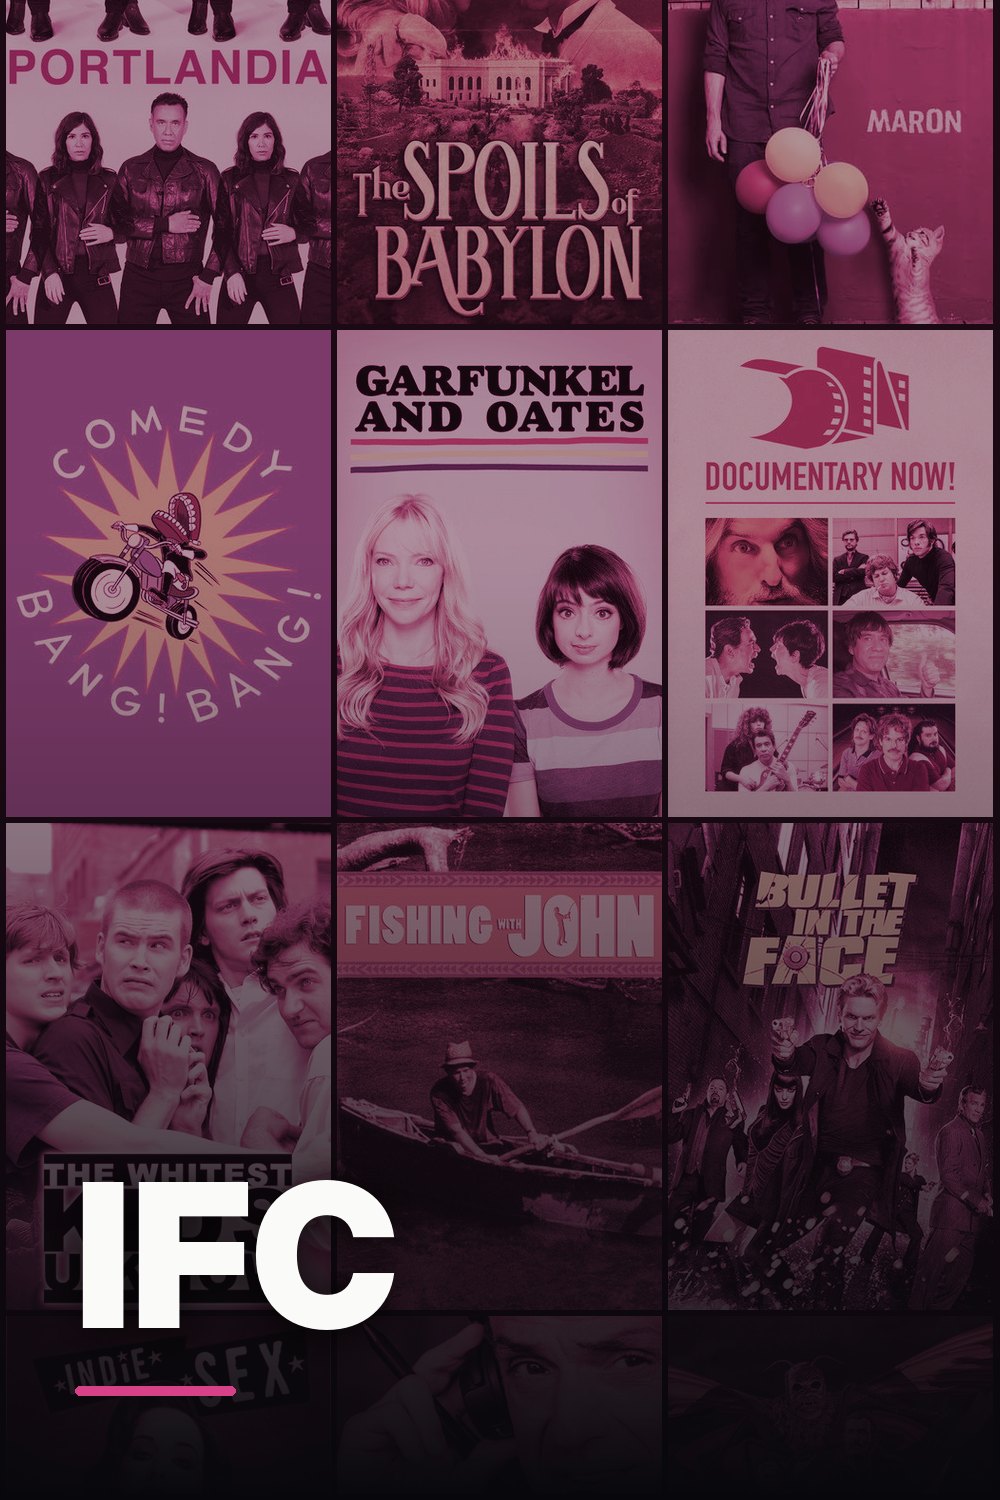 PORTLANDIA
The SPOILS of
BABYLON
MARON
COMEDY
BANG! BANG!
GARFUNKEL
AND OATES
DOCUMENTARY NOW!
THE WHITEST
FISHING WITH JOHN
BULLET
IN THE
FACE
IFC
INDIE SEX